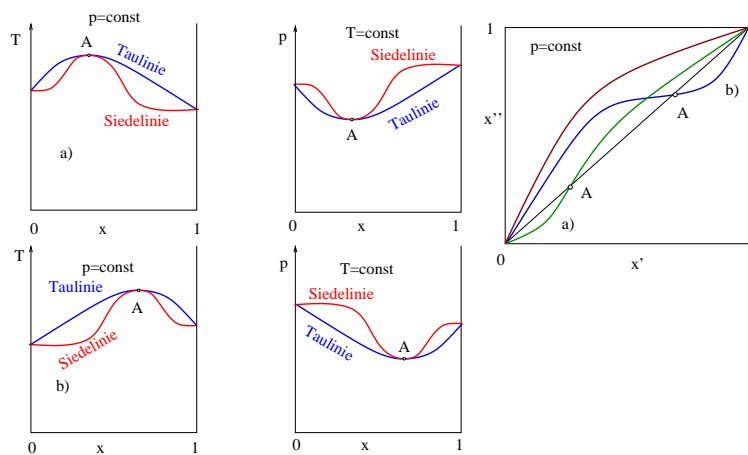 p=const
T
A
Taulinie
Siedelinie
a)
0
x
1
T=const
p
A
Siedelinie
Taulinie
0
x
1
1
p=const
x''
A
b)
A
a)
0
x'
1
T
p=const
Taulinie
A
Siedelinie
b)
0
x
1
p
T=const
Siedelinie
Taulinie
A
0
x
1